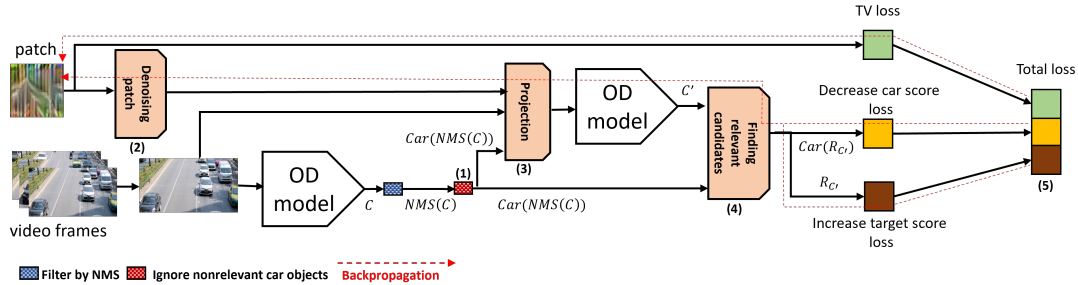 TV loss
patch
Denoising
patch
(2)
Projection
(3)
OD
model
C'
Total loss
Decrease car score
loss
Finding
relevant
candidates
(4)
Car(NMS(C))
Car(R_C')
(5)
OD
model
C
NMS(C)
(1)
Car(NMS(C))
R_C'
video frames
Increase target score
loss
Filter by NMS
Ignore nonrelevant car objects
Backpropagation